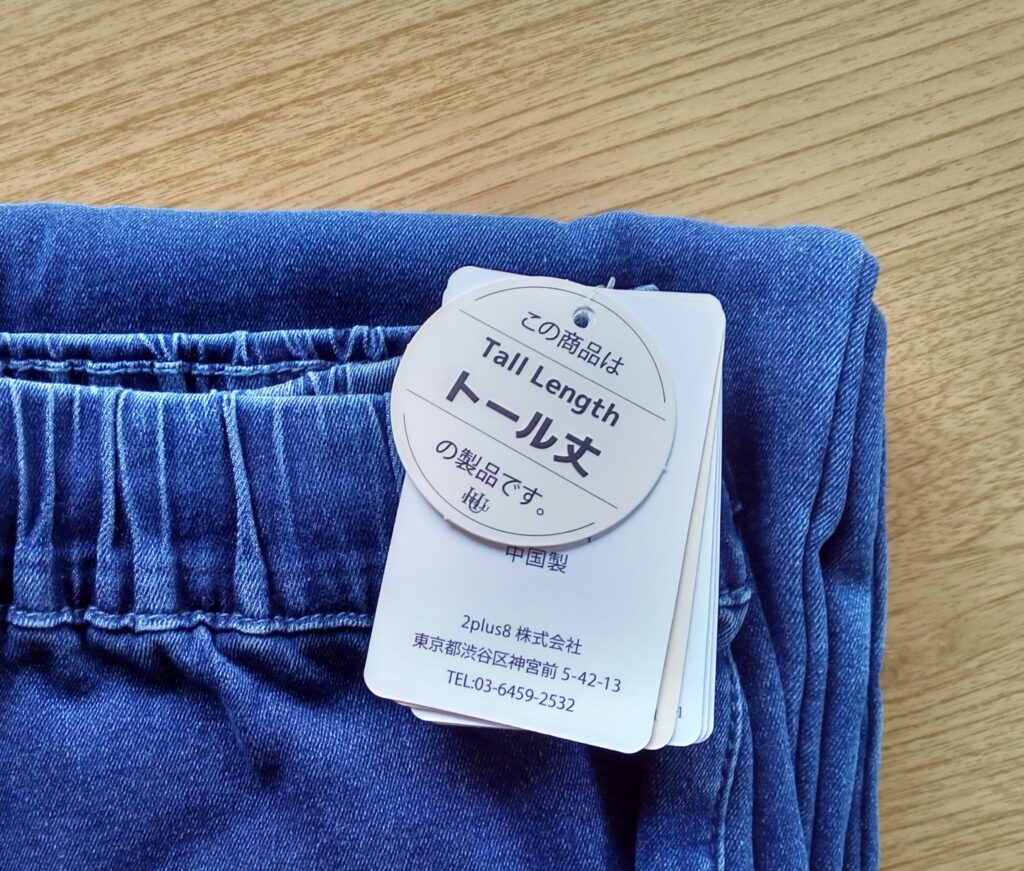 この商品は
Tall Length
トール丈
の製品です。
中国製
2plus8 株式会社
東京都渋谷区神宮前 5-42-13
TEL:03-6459-2532